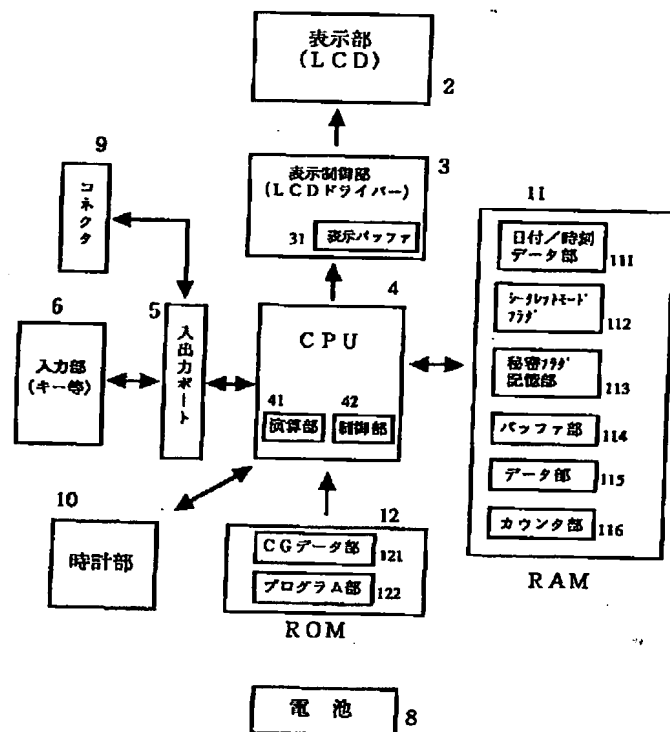 表示部
(LCD)
2
9
コネクタ
3
表示制御部
(LCDドライバー)
31
表示バッファ
11
日付/時刻
データ部
111
シークレットモード
フラグ
112
秘密フラグ
記憶部
113
バッファ部
114
データ部
115
カウンタ部
116
RAM
4
CPU
41
42
演算部
制御部
5
入出力ポート
6
入力部
(キー等)
10
時計部
12
CGデータ部
121
プログラム部
122
ROM
電池
8